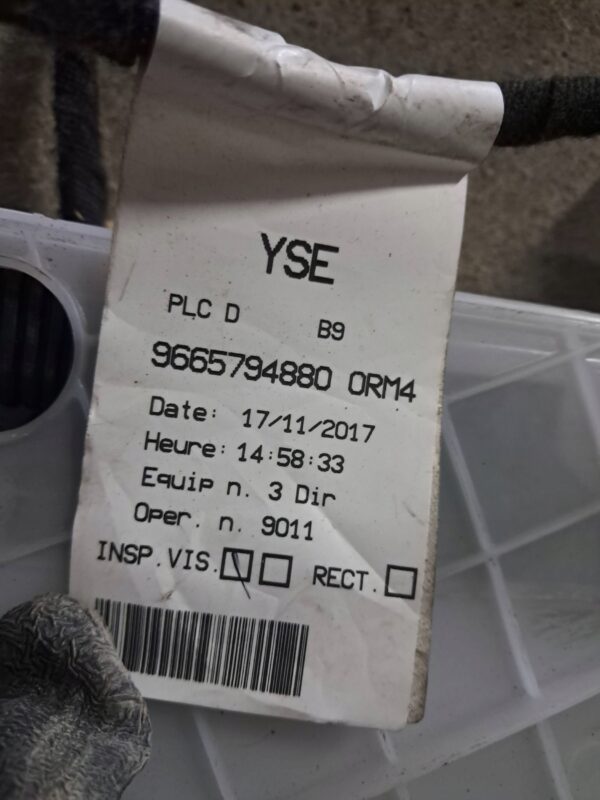 YSE
PLC D B9
9665794880 0RM4
Date: 17/11/2017
Heure: 14:58:33
Equip n. 3 Dir
Oper. n. 9011
INSP.VIS. RECT.